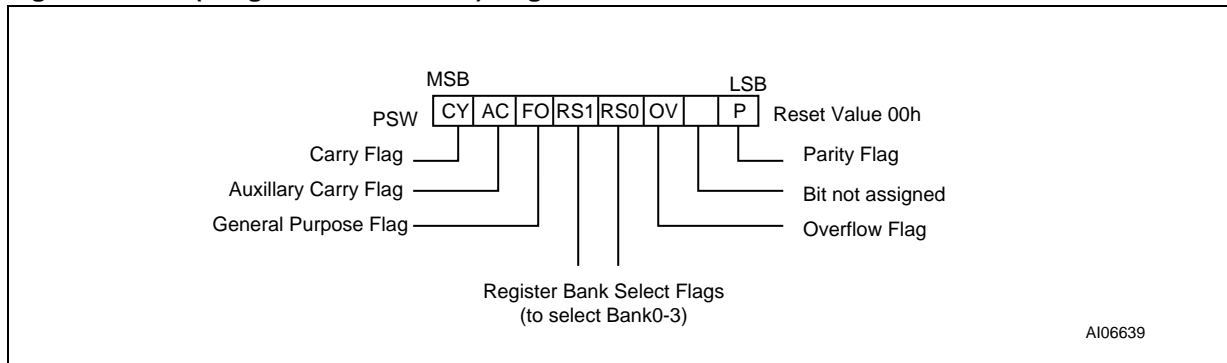 MSB
LSB
PSW CY AC FO RS1 RS0 OV P Reset Value 00h
Carry Flag
Parity Flag
Auxillary Carry Flag
Bit not assigned
General Purpose Flag
Overflow Flag
Register Bank Select Flags
(to select Bank0-3)
AI06639